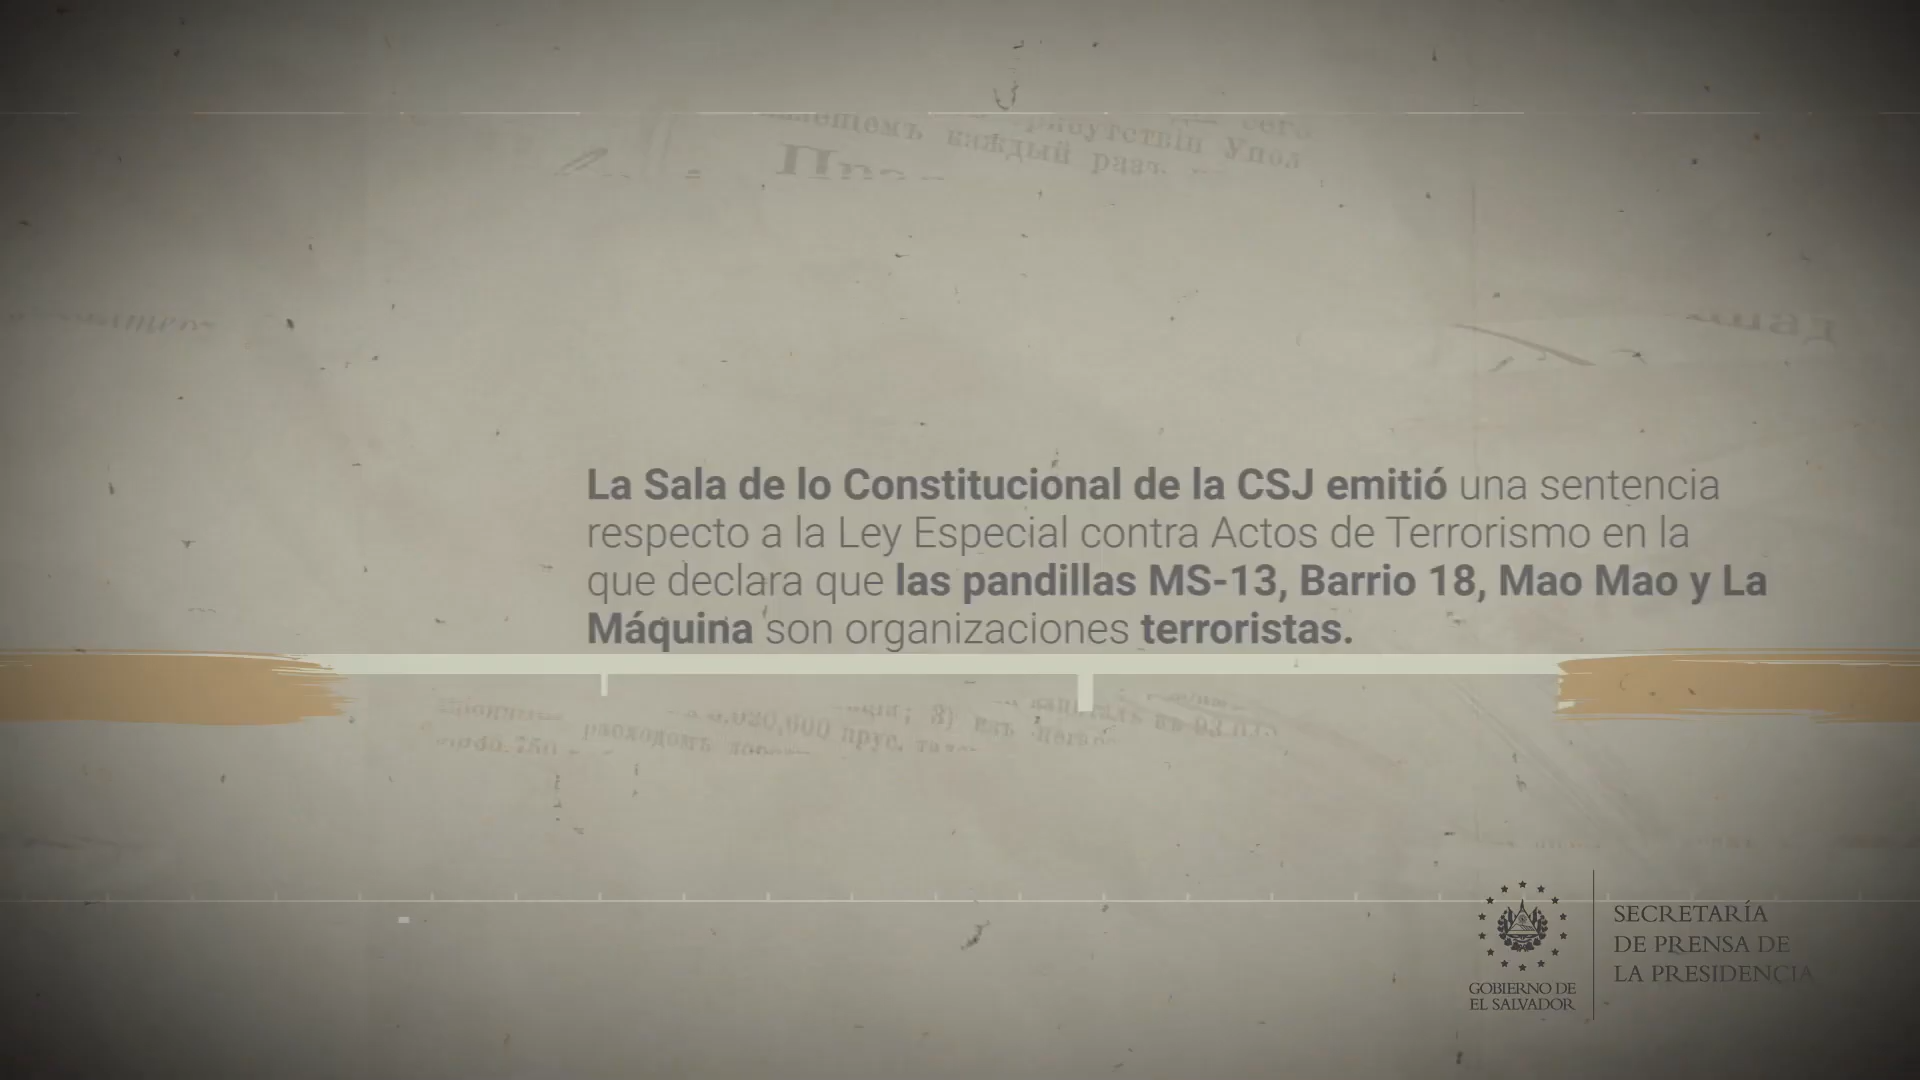 каждый разъ.
La Sala de lo Constitucional de la CSJ emitió una sentencia
respecto a la Ley Especial contra Actos de Terrorismo en la
que declara que las pandillas MS-13, Barrio 18, Mao Mao y La
Máquina son organizaciones terroristas.
SECRETARÍA
DE PRENSA DE
LA PRESIDENCIA
GOBIERNO DE
EL SALVADOR